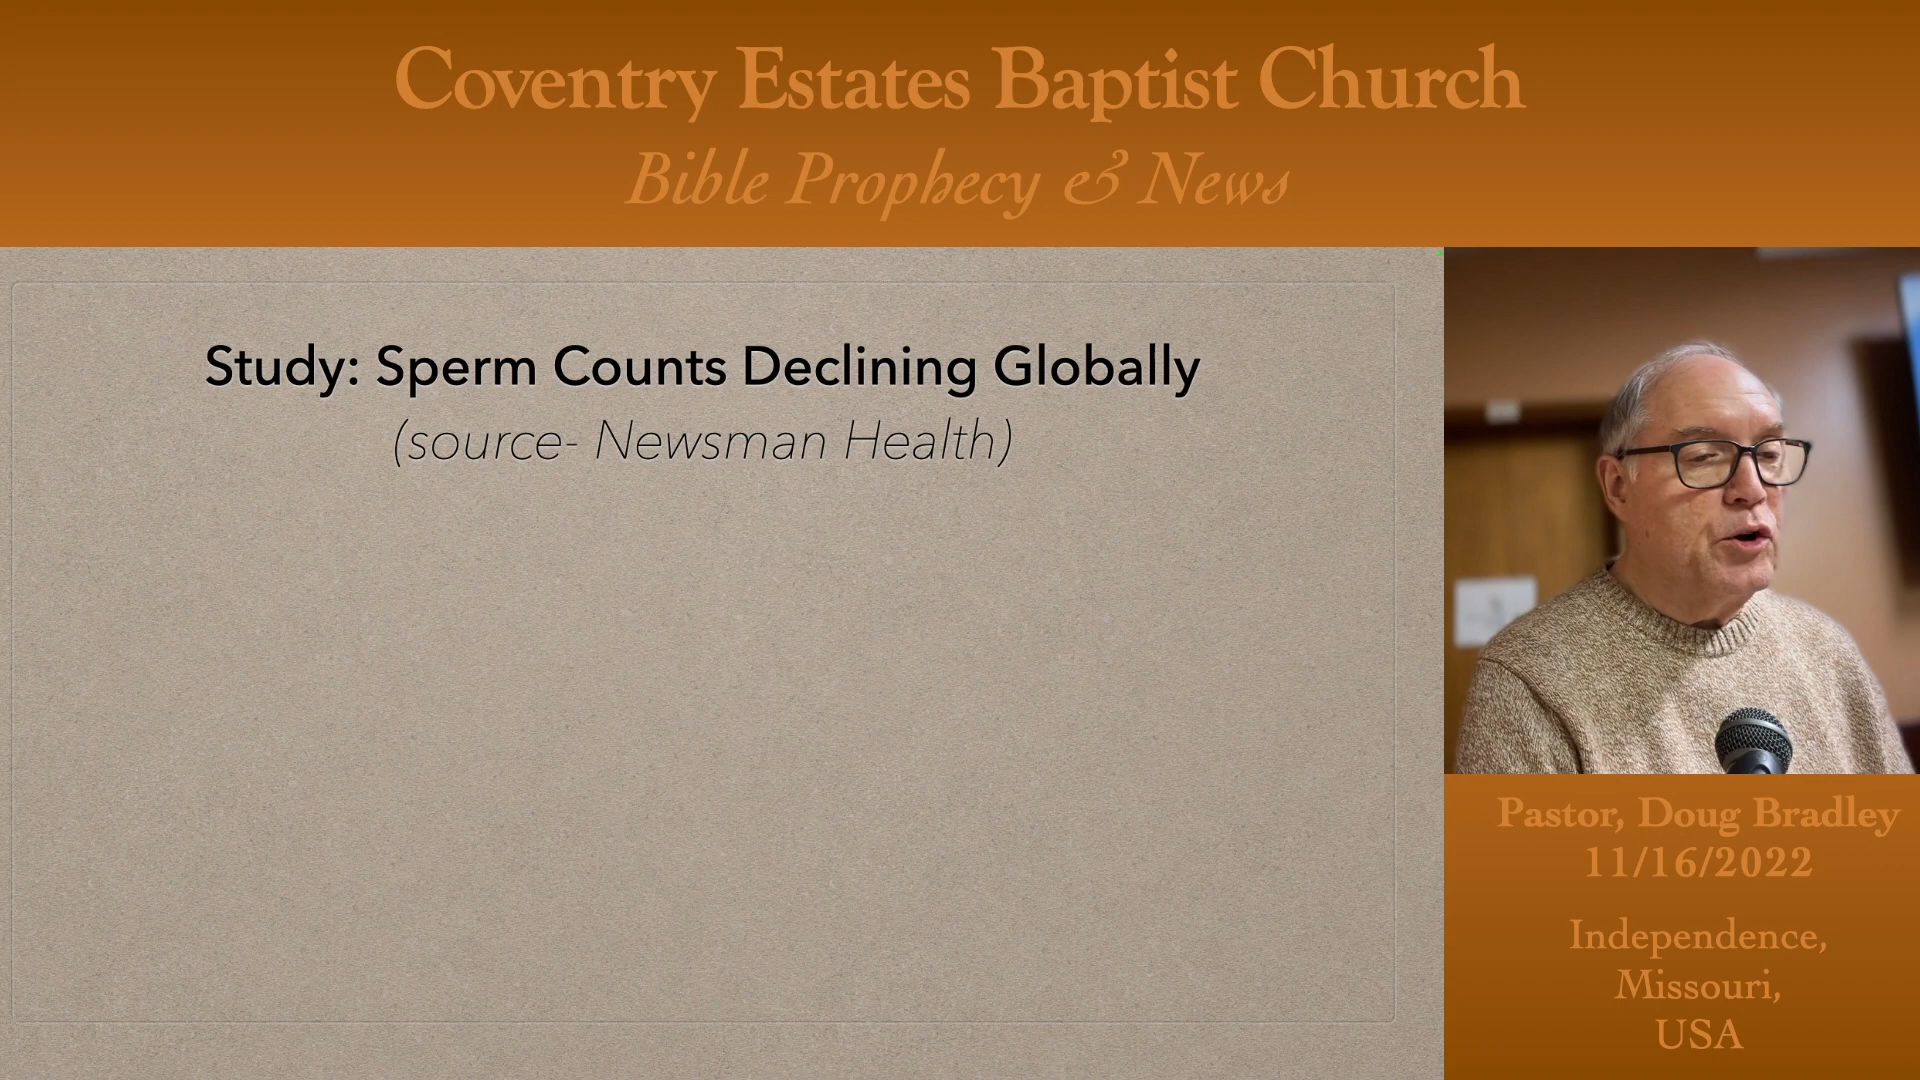 Coventry Estates Baptist Church
Bible Prophecy & News
Study: Sperm Counts Declining Globally
(source- Newsman Health)
Pastor, Doug Bradley
11/16/2022
Independence,
Missouri,
USA